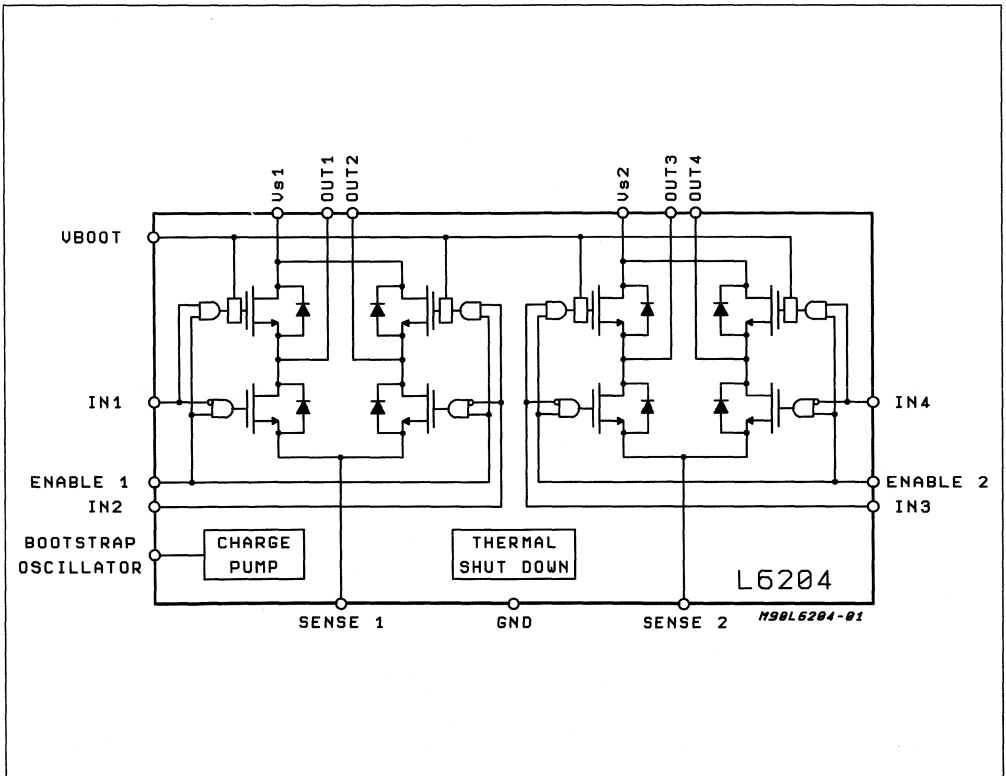 Vs1
OUT1
OUT2
Vs2
OUT3
OUT4
VBOOT
IN1
IN4
ENABLE 1
ENABLE 2
IN2
IN3
BOOTSTRAP
OSCILLATOR
CHARGE
PUMP
THERMAL
SHUT DOWN
L6204
SENSE 1
GND
SENSE 2
M90L6204-01